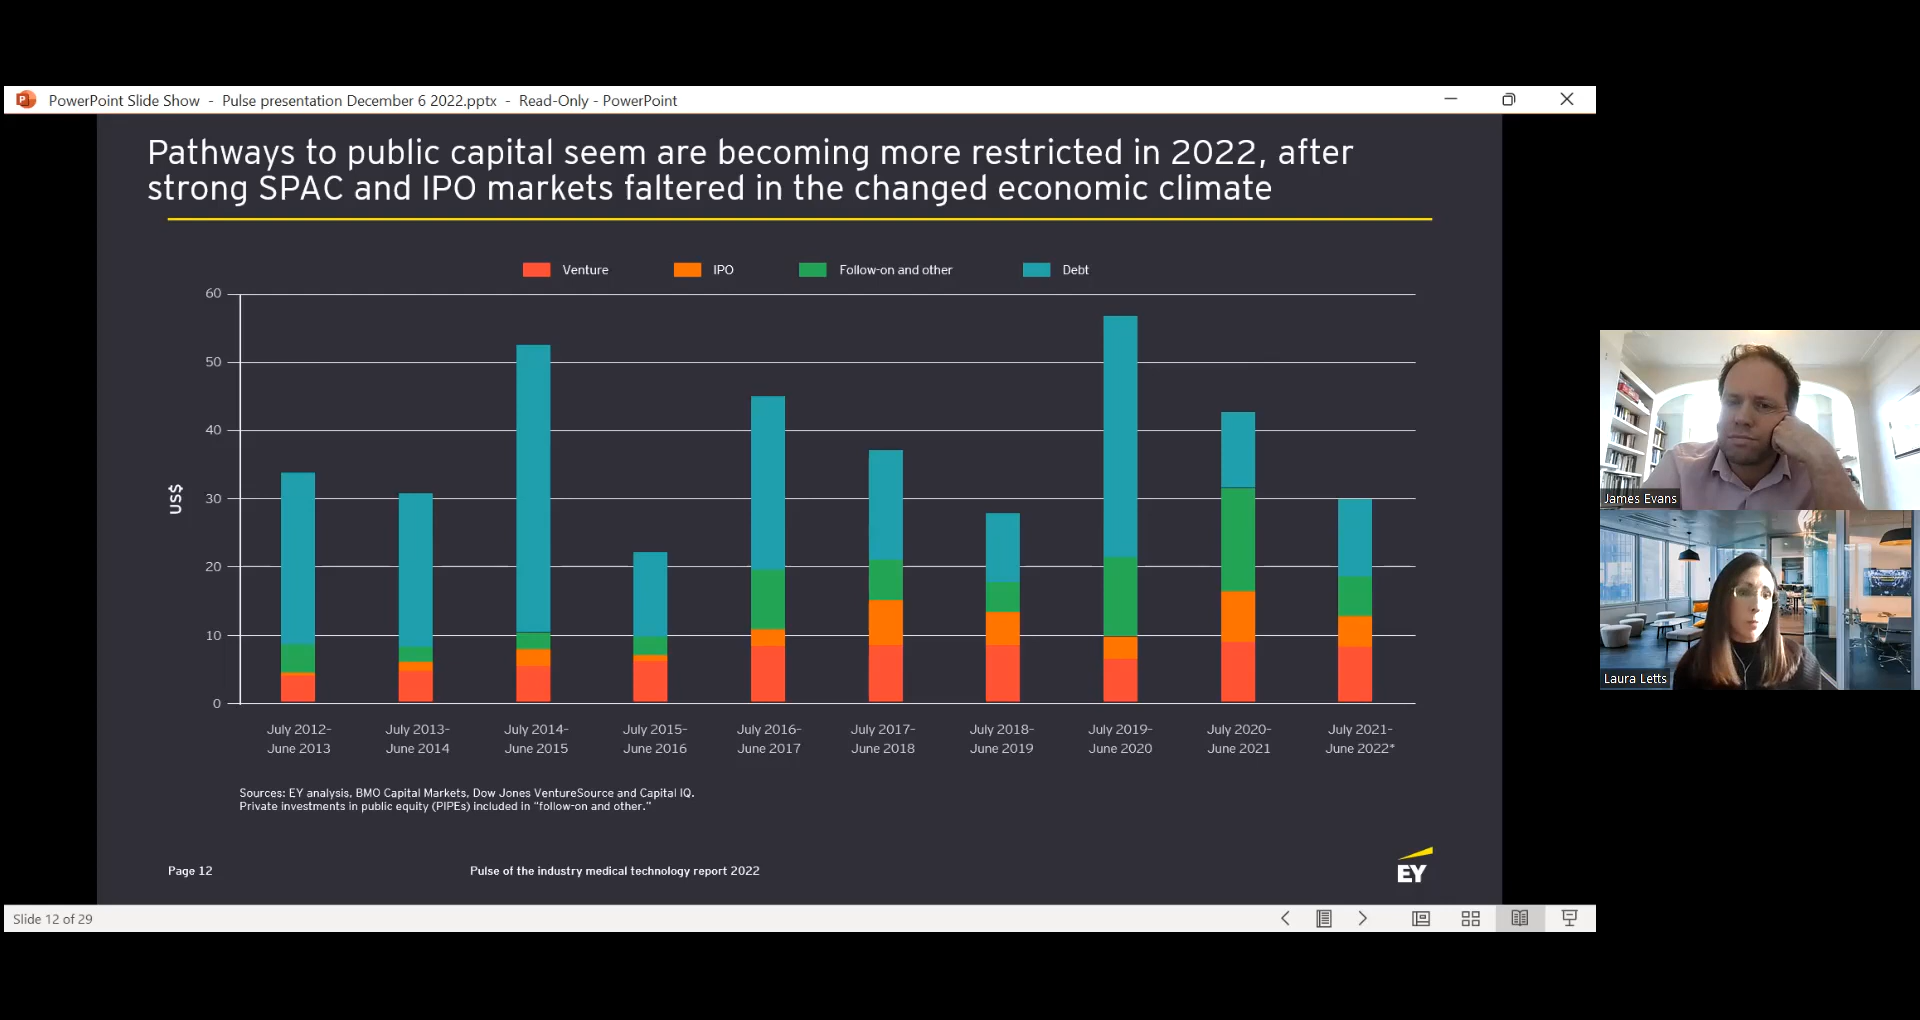 PowerPoint Slide Show - Pulse presentation December 6 2022.pptx - Read-Only - PowerPoint
Pathways to public capital seem are becoming more restricted in 2022, after
strong SPAC and IPO markets faltered in the changed economic climate
Venture IPO Follow-on and other Debt
60
50
40
30
20
10
0
US$
July 2012-
June 2013
July 2013-
June 2014
July 2014-
June 2015
July 2015-
June 2016
July 2016-
June 2017
July 2017-
June 2018
July 2018-
June 2019
July 2019-
June 2020
July 2020-
June 2021
July 2021-
June 2022*
Sources: EY analysis, BMO Capital Markets, Dow Jones VentureSource and Capital IQ.
Private investments in public equity (PIPEs) included in “follow-on and other.”
Page 12
Pulse of the industry medical technology report 2022
EY
Slide 12 of 29
James Evans
Laura Letts